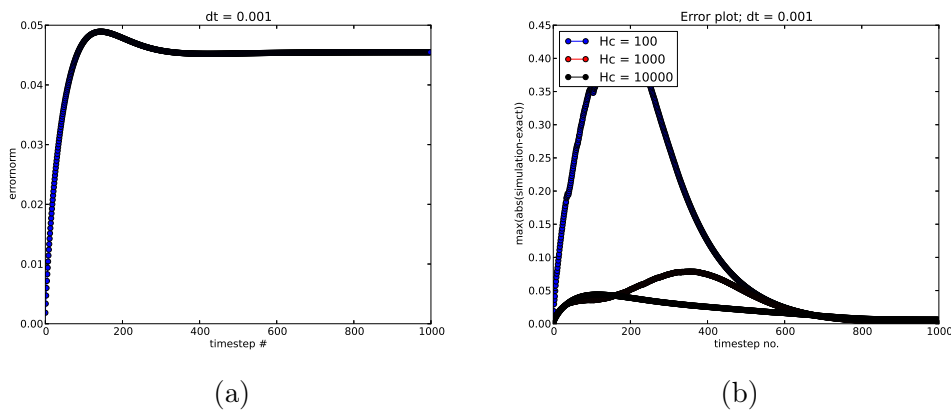 dt = 0.001
0.05
0.04
0.03
0.02
0.01
0.00
errornorm
0 200 400 600 800 1000
timestep #
(a)
Error plot; dt = 0.001
0.45
0.40
0.35
0.30
0.25
0.20
0.15
0.10
0.05
0.00
max(abs(simulation-exact))
Hc = 100
Hc = 1000
Hc = 10000
0 200 400 600 800 1000
timestep no.
(b)